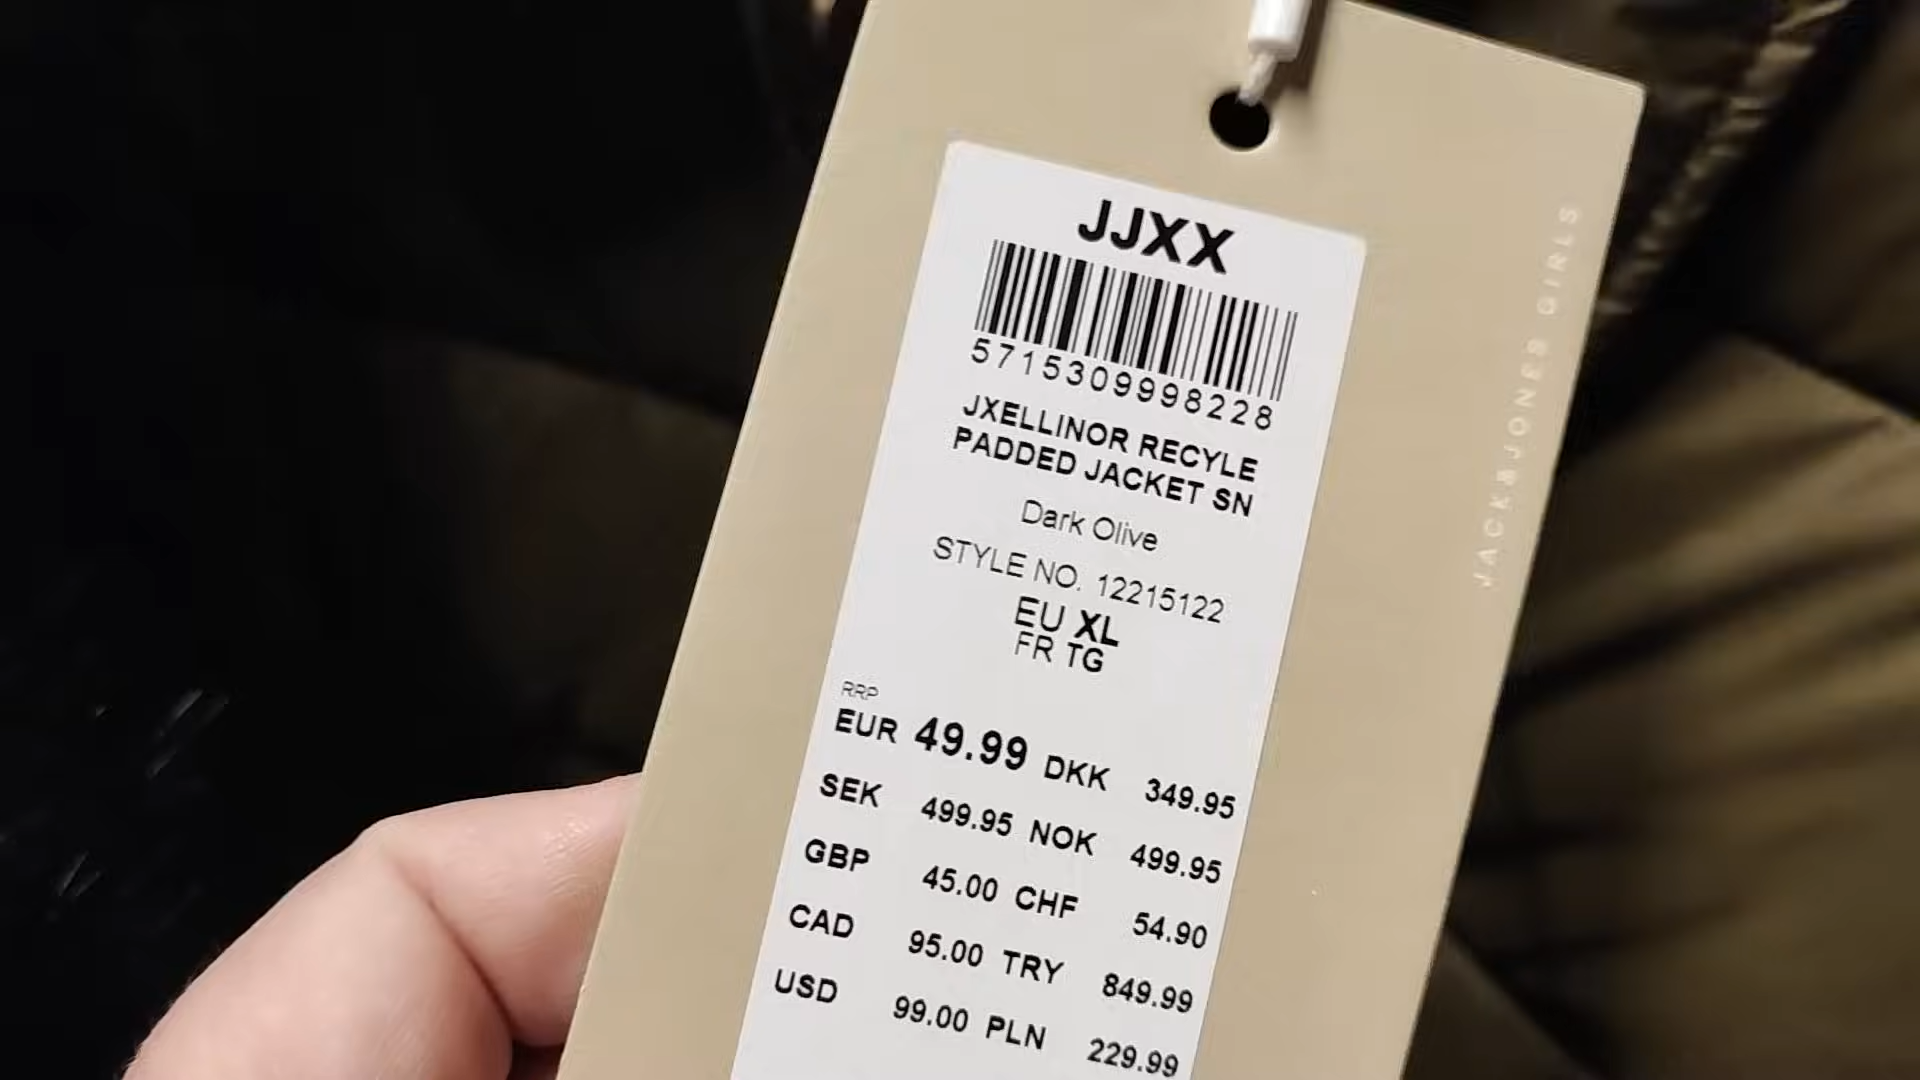 JJXX
5715309998228
JXELLINOR RECYLE
PADDED JACKET SN
Dark Olive
STYLE NO. 12215122
EU XL
FR TG
RRP
EUR 49.99 DKK 349.95
SEK 499.95 NOK 499.95
GBP 45.00 CHF 54.90
CAD 95.00 TRY 849.99
USD 99.00 PLN 229.99
JACK&JONES GIRLS